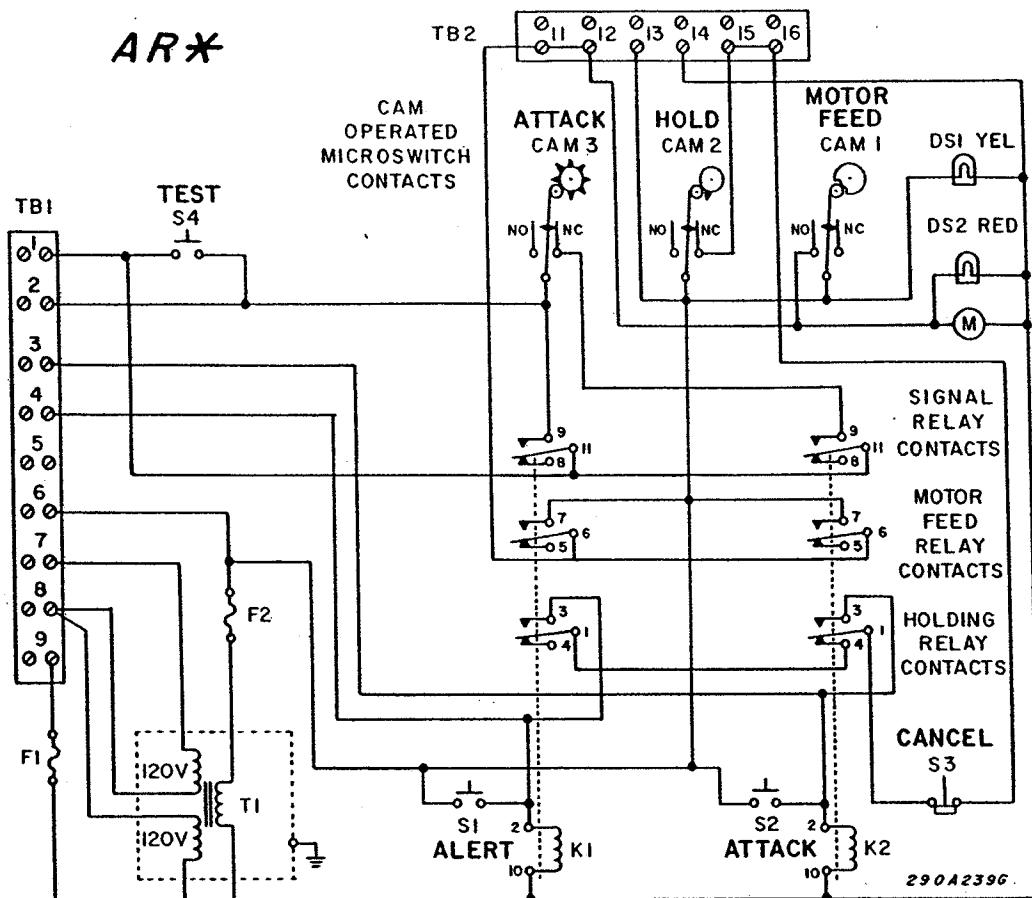 AR*
TB2
11 12 13 14 15 16
CAM
OPERATED
MICROSWITCH
CONTACTS
ATTACK
CAM 3
HOLD
CAM 2
MOTOR
FEED
CAM 1
DS1 YEL
DS2 RED
NO NC
NO NC
NO NC
M
TEST
S4
TB1
1
2
3
4
5
6
7
8
9
SIGNAL
RELAY
CONTACTS
9
11
8
9
11
8
MOTOR
FEED
RELAY
CONTACTS
7
6
5
7
6
5
HOLDING
RELAY
CONTACTS
3
1
4
3
1
4
F2
F1
120V
120V
T1
CANCEL
S3
S1
ALERT
2
10
K1
S2
ATTACK
2
10
K2
290A2396